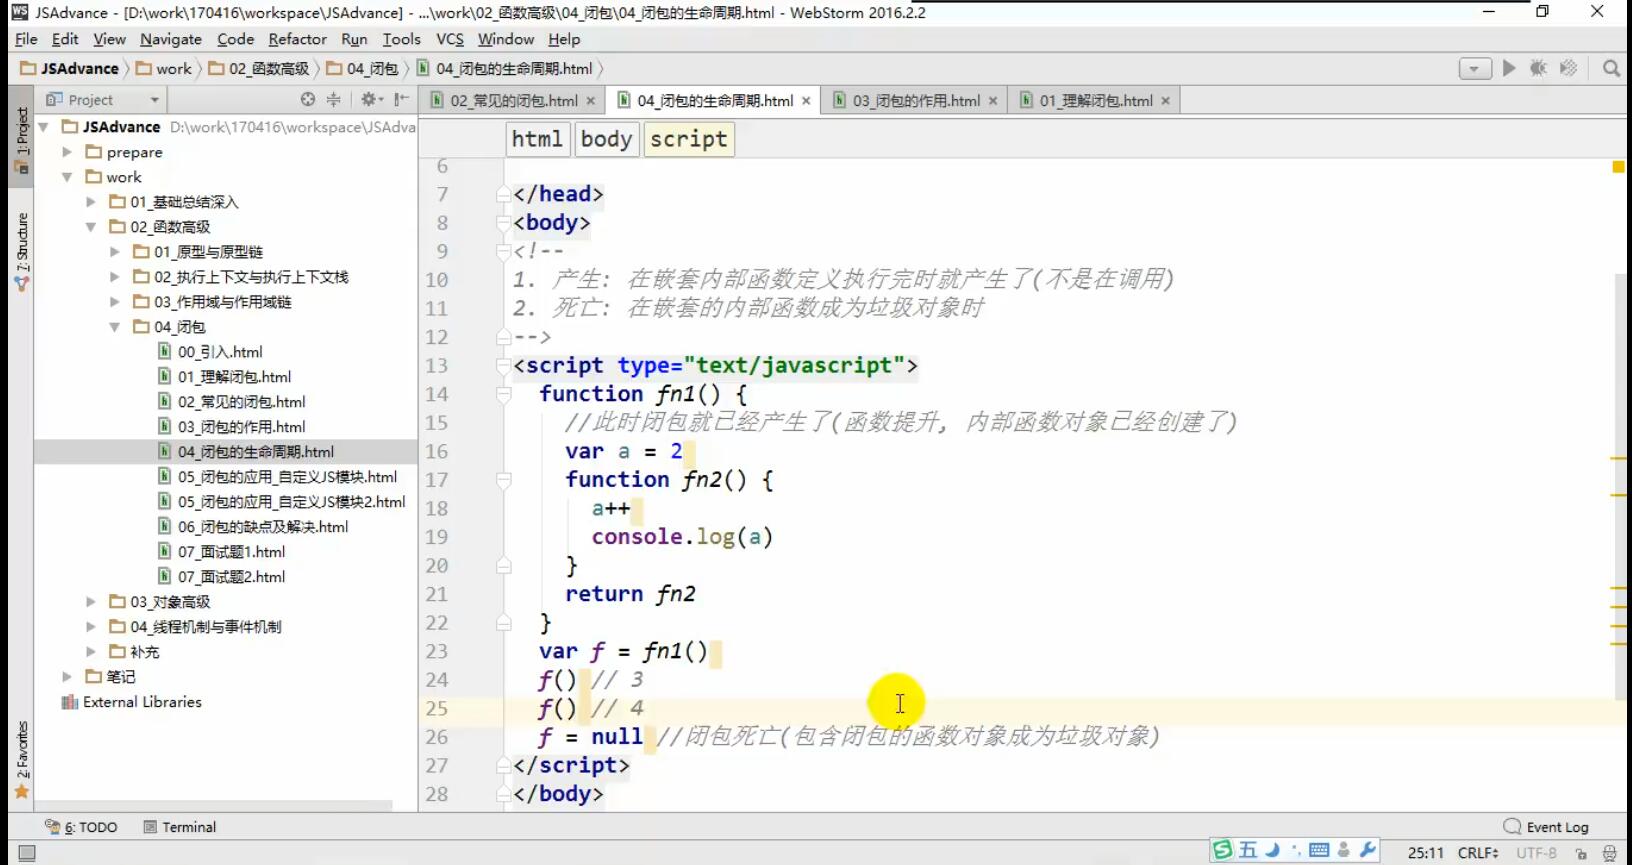 JSAdvance - [D:\work\170416\workspace\JSAdvance] - ...\work\02_函数高级\04_闭包\04_闭包的生命周期.html - WebStorm 2016.2.2
File Edit View Navigate Code Refactor Run Tools VCS Window Help
JSAdvance work 02_函数高级 04_闭包 04_闭包的生命周期.html
Project
02_常见的闭包.html 04_闭包的生命周期.html 03_闭包的作用.html 01_理解闭包.html
1: Project
7: Structure
2: Favorites
JSAdvance D:\work\170416\workspace\JSAdva
prepare
work
01_基础总结深入
02_函数高级
01_原型与原型链
02_执行上下文与执行上下文栈
03_作用域与作用域链
04_闭包
00_引入.html
01_理解闭包.html
02_常见的闭包.html
03_闭包的作用.html
04_闭包的生命周期.html
05_闭包的应用_自定义JS模块.html
05_闭包的应用_自定义JS模块2.html
06_闭包的缺点及解决.html
07_面试题1.html
07_面试题2.html
03_对象高级
04_线程机制与事件机制
补充
笔记
External Libraries
html body script
6
7 </head>
8 <body>
9 <!--
10 1. 产生: 在嵌套内部函数定义执行完时就产生了(不是在调用)
11 2. 死亡: 在嵌套的内部函数成为垃圾对象时
12 -->
13 <script type="text/javascript">
14 function fn1() {
15 //此时闭包就已经产生了(函数提升, 内部函数对象已经创建了)
16 var a = 2
17 function fn2() {
18 a++
19 console.log(a)
20 }
21 return fn2
22 }
23 var f = fn1()
24 f() // 3
25 f() // 4
26 f = null //闭包死亡(包含闭包的函数对象成为垃圾对象)
27 </script>
28 </body>
6: TODO Terminal Event Log
五 25:11 CRLF UTF-8